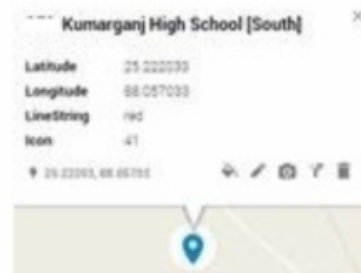 Kumarganj High School [South]
Latitude 25.222033
Longitude 88.057033
LineString red
Icon 41
25.22203, 88.05703